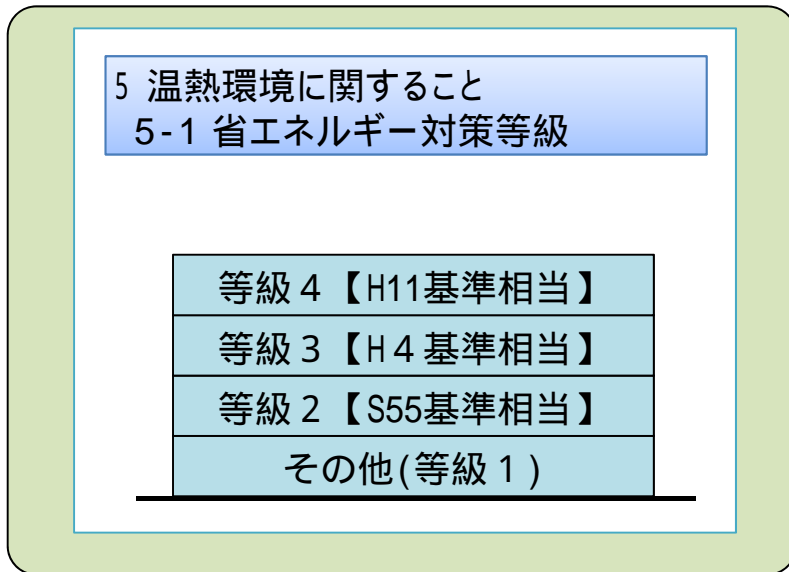 5 温熱環境に関すること
5-1 省エネルギー対策等級
等級４【H11基準相当】
等級３【H４基準相当】
等級２【S55基準相当】
その他(等級１)